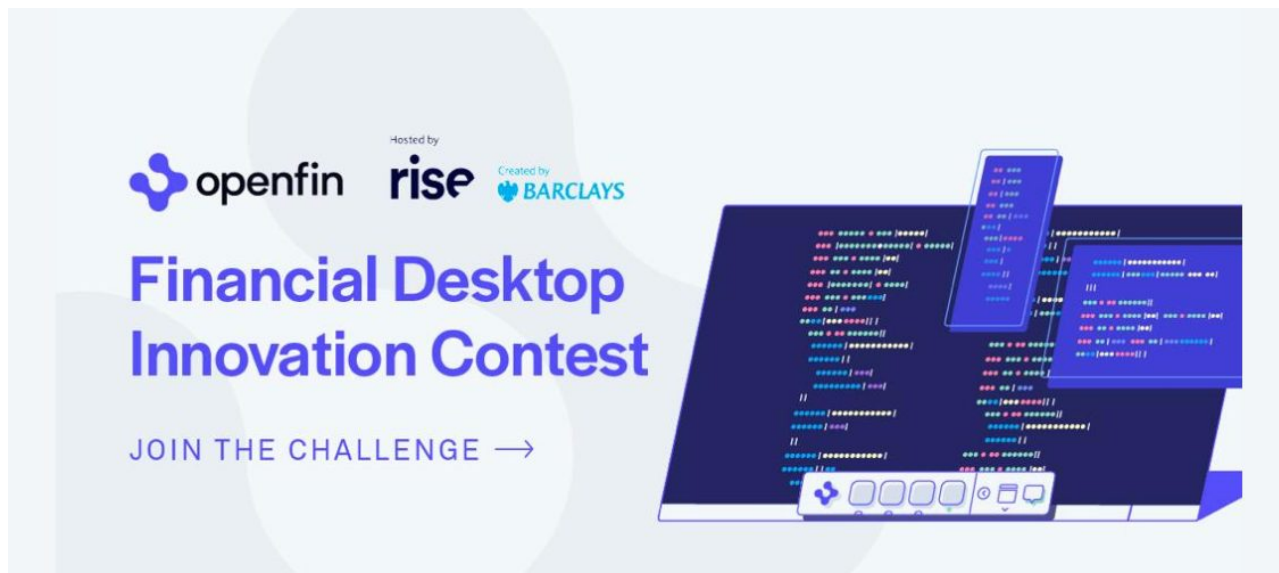 openfin
Hosted by
rise
Created by
BARCLAYS
Financial Desktop
Innovation Contest
JOIN THE CHALLENGE →